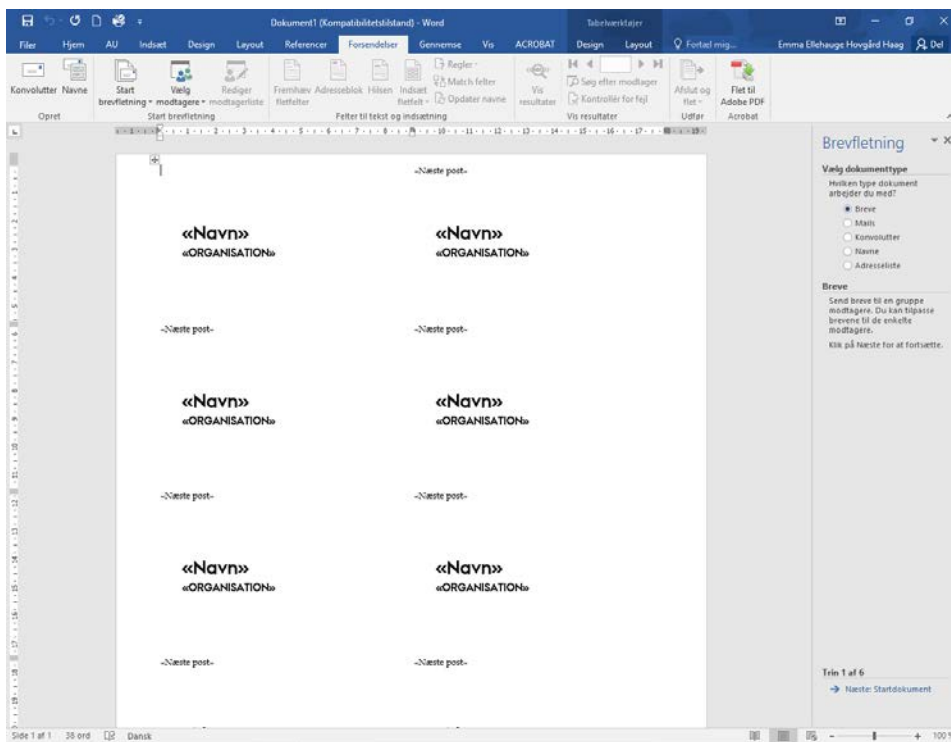 Dokument1 (Kompatibilitetstilstand) - Word
Tabelværktøjer
Filer Hjem AU Indsæt Design Layout Referencer Forsendelser Gennemse Vis ACROBAT Design Layout Fortæl mig... Emma Ellehauge Hovgård Haag Del
Konvolutter Navne
Start brevfletning
Vælg modtagere
Rediger modtagerliste
Fremhæv fletfelter
Adresseblok Hilsen
Indsæt fletfelt
Regler
Match felter
Opdater navne
Vis resultater
Søg efter modtager
Kontrollér for fejl
Afslut og flet
Flet til Adobe PDF
Opret Start brevfletning Felter til tekst og indsætning Vis resultater Udfør Acrobat
«Næste post»
«Navn» «Navn»
«ORGANISATION» «ORGANISATION»
«Næste post» «Næste post»
«Navn» «Navn»
«ORGANISATION» «ORGANISATION»
«Næste post» «Næste post»
«Navn» «Navn»
«ORGANISATION» «ORGANISATION»
«Næste post» «Næste post»
Brevfletning
Vælg dokumenttype
Hvilken type dokument
arbejder du med?
Breve
Mails
Konvolutter
Navne
Adresseliste
Breve
Send breve til en gruppe
modtagere. Du kan tilpasse
brevene til de enkelte
modtagere.
Klik på Næste for at fortsætte.
Trin 1 af 6
Næste: Startdokument
Side 1 af 1 38 ord Dansk